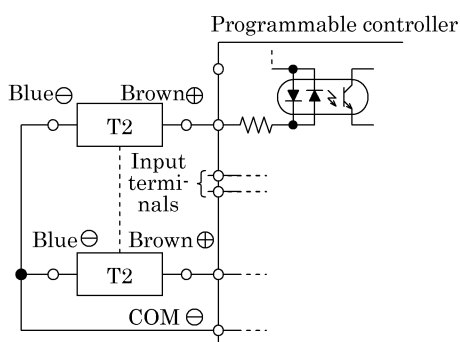 Programmable controller
Blue⊖ Brown⊕
T2
Input
termi-
nals
Blue⊖ Brown⊕
T2
COM ⊖